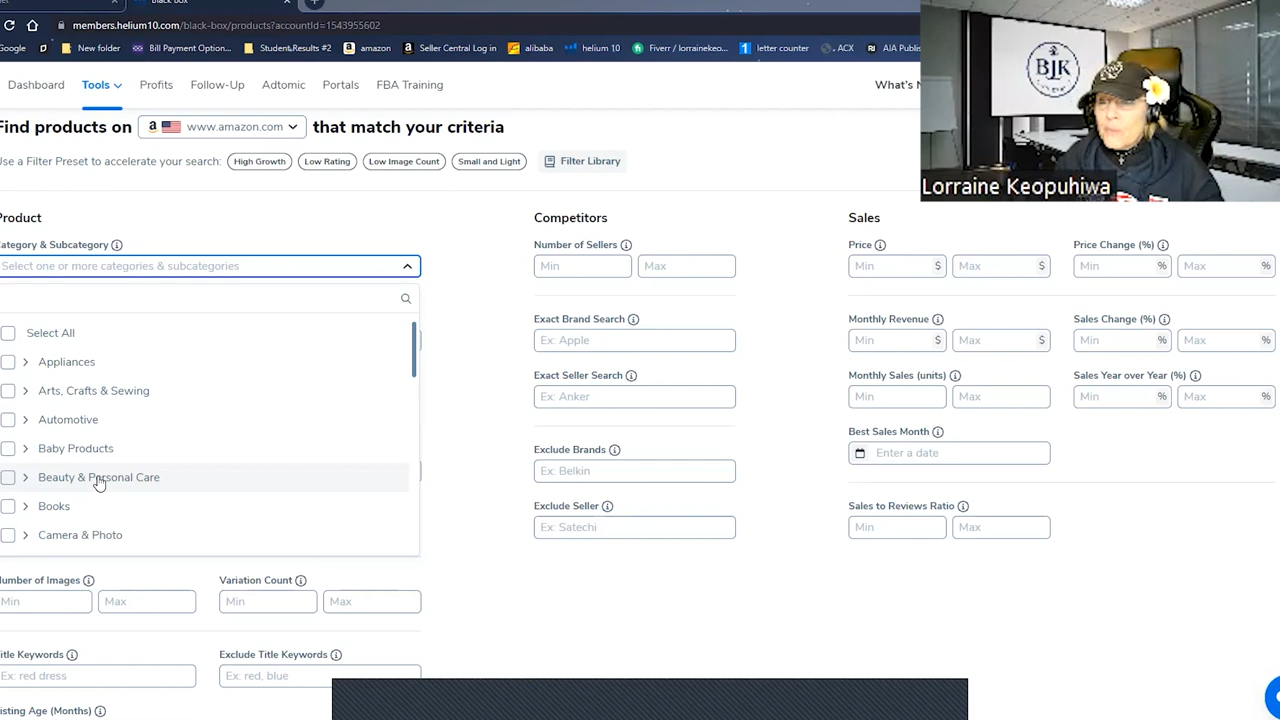 members.helium10.com/black-box/products?accountId=1543955602
Google New folder Bill Payment Option... Student Results #2 amazon Seller Central Log in alibaba helium 10 Fiverr / lorrainekeo... letter counter ACX AIA Publis
BJK
Lorraine Keopuhiwa
Dashboard Tools Profits Follow-Up Adtomic Portals FBA Training What's N
Find products on www.amazon.com that match your criteria
Use a Filter Preset to accelerate your search: High Growth Low Rating Low Image Count Small and Light Filter Library
Product Competitors Sales
Category & Subcategory Number of Sellers Price Price Change (%)
Select one or more categories & subcategories Min Max Min $ Max $ Min % Max %
Select All
Appliances
Arts, Crafts & Sewing
Automotive
Baby Products
Beauty & Personal Care
Books
Camera & Photo
Exact Brand Search Monthly Revenue Sales Change (%)
Ex: Apple Min $ Max $ Min % Max %
Exact Seller Search Monthly Sales (units) Sales Year over Year (%)
Ex: Anker Min Max Min % Max %
Best Sales Month
Exclude Brands Enter a date
Ex: Belkin
Exclude Seller Sales to Reviews Ratio
Ex: Satechi Min Max
Number of Images Variation Count
Min Max Min Max
Title Keywords Exclude Title Keywords
Ex: red dress Ex: red, blue
Listing Age (Months)